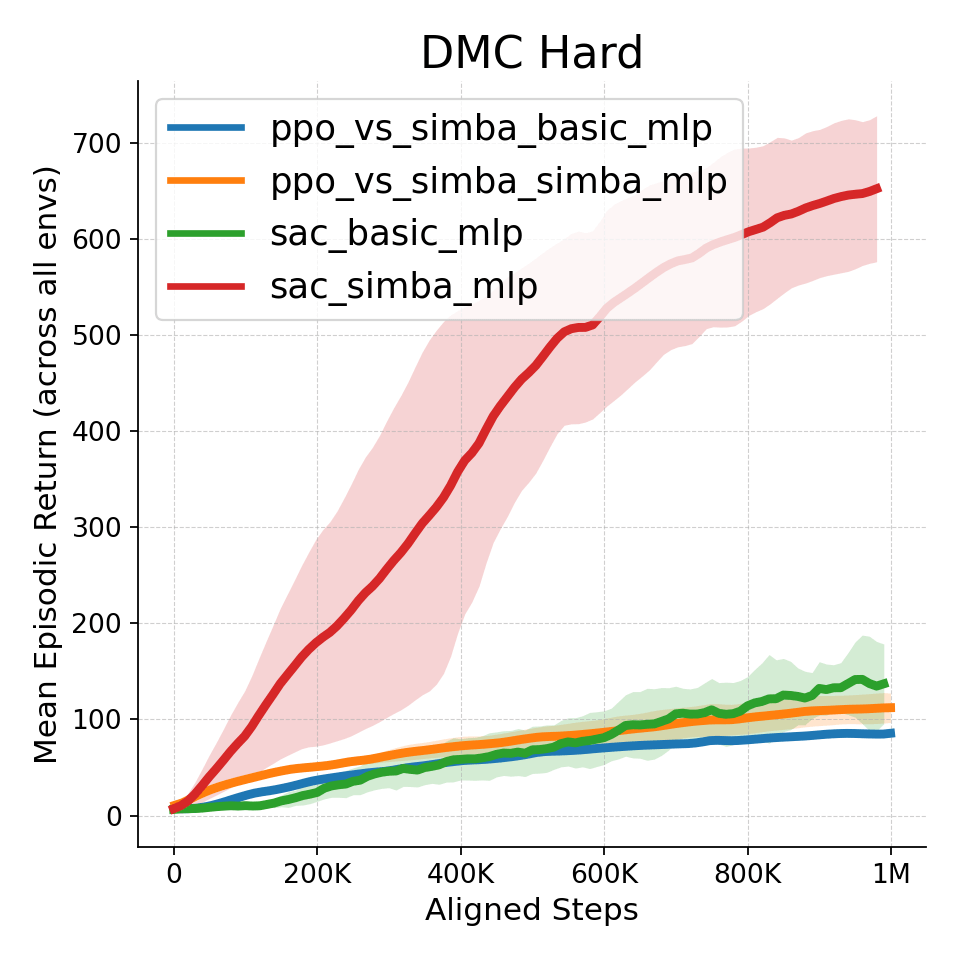 DMC Hard
ppo_vs_simba_basic_mlp
ppo_vs_simba_simba_mlp
sac_basic_mlp
sac_simba_mlp
Mean Episodic Return (across all envs)
700
600
500
400
300
200
100
0
0 200K 400K 600K 800K 1M
Aligned Steps